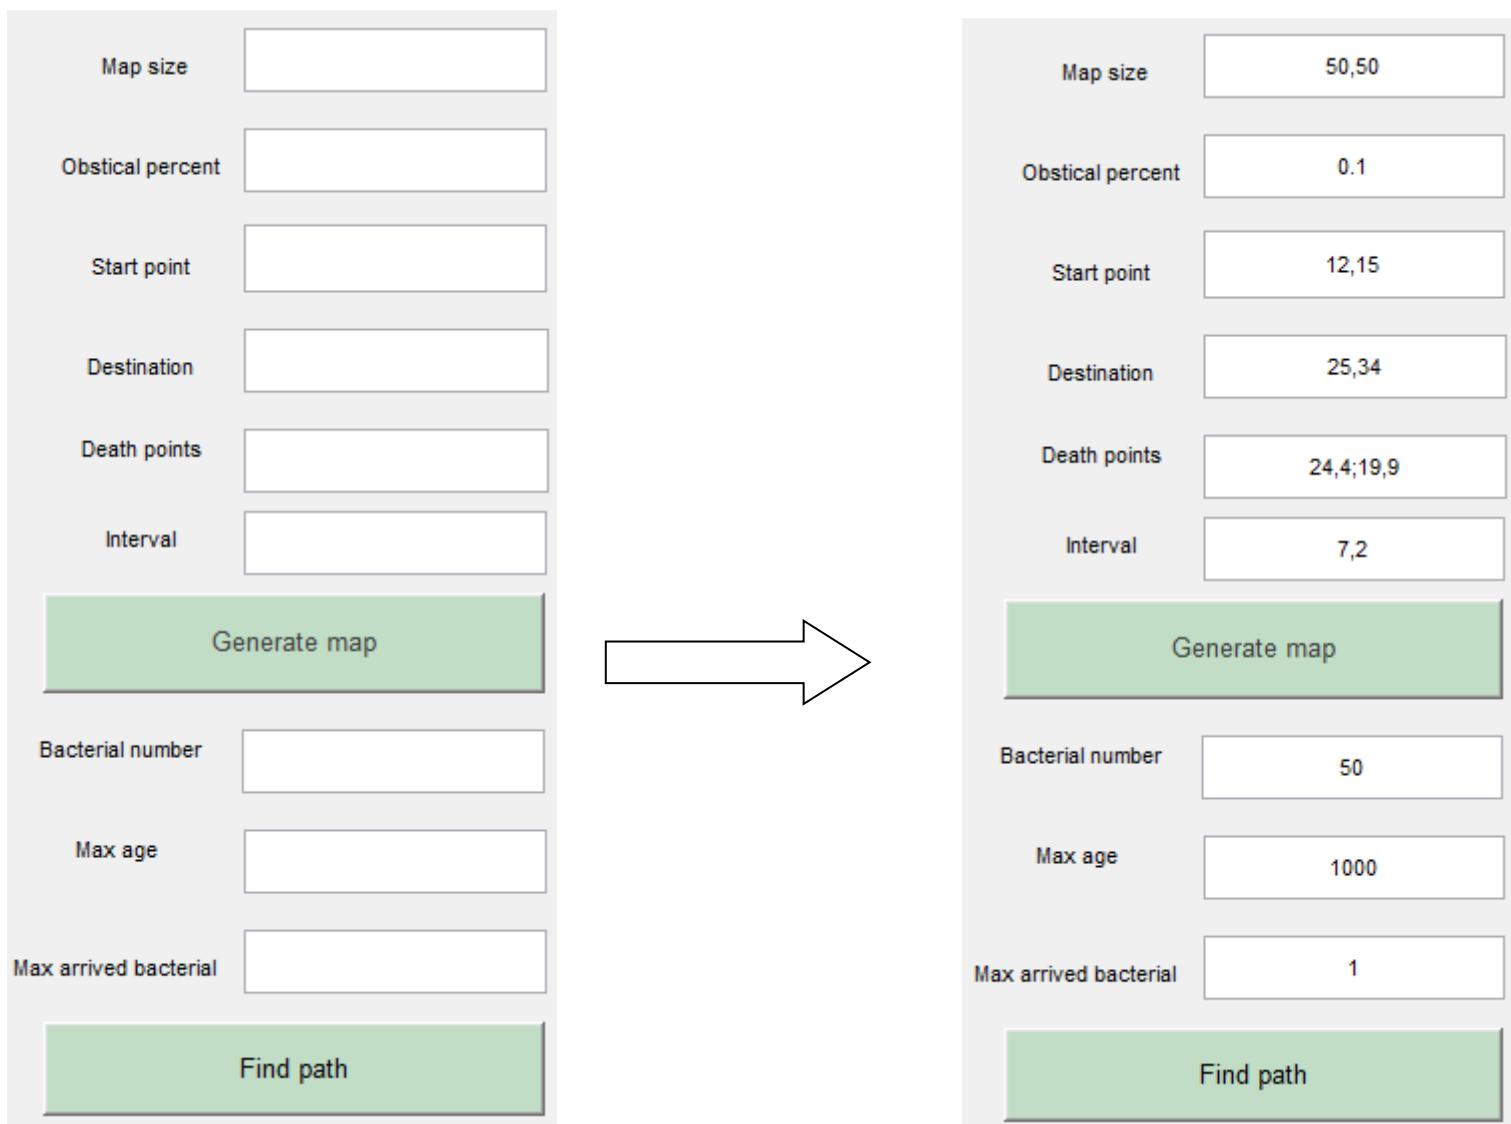 Map size
Obstical percent
Start point
Destination
Death points
Interval
Generate map
Bacterial number
Max age
Max arrived bacterial
Find path
Map size 50,50
Obstical percent 0.1
Start point 12,15
Destination 25,34
Death points 24,4;19,9
Interval 7,2
Generate map
Bacterial number 50
Max age 1000
Max arrived bacterial 1
Find path